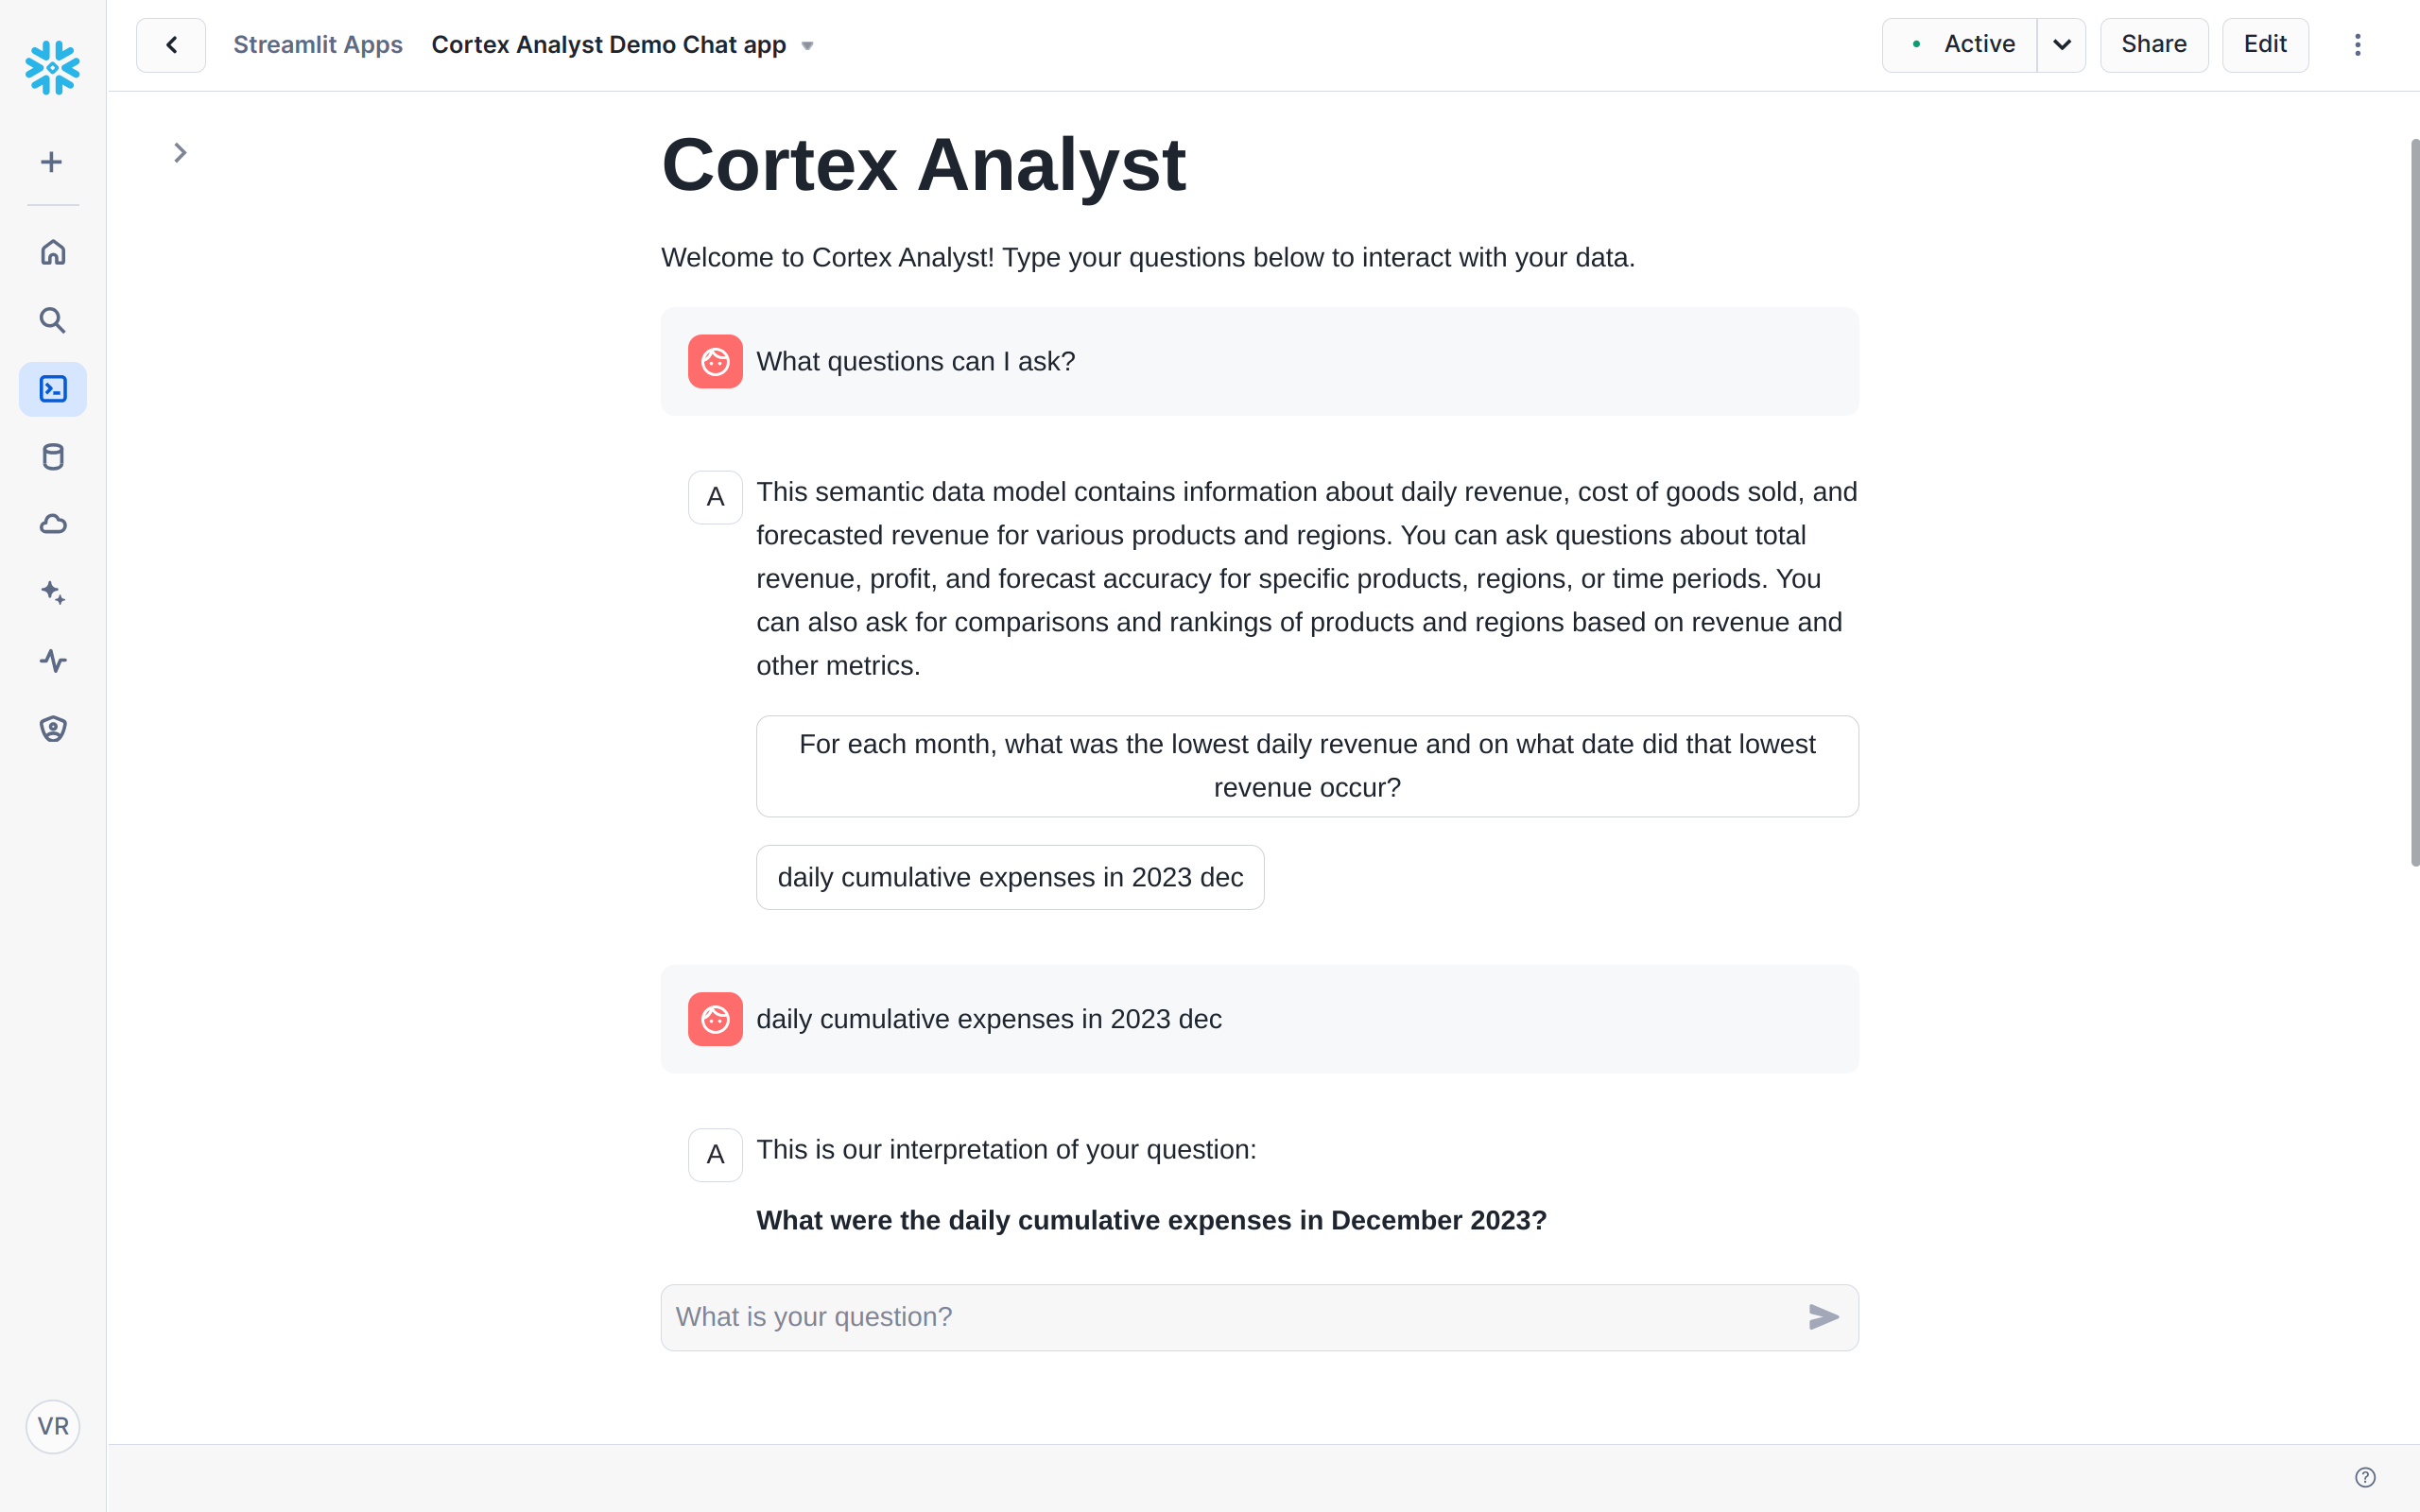 Streamlit Apps Cortex Analyst Demo Chat app
Active Share Edit
Cortex Analyst
Welcome to Cortex Analyst! Type your questions below to interact with your data.
What questions can I ask?
A
This semantic data model contains information about daily revenue, cost of goods sold, and
forecasted revenue for various products and regions. You can ask questions about total
revenue, profit, and forecast accuracy for specific products, regions, or time periods. You
can also ask for comparisons and rankings of products and regions based on revenue and
other metrics.
For each month, what was the lowest daily revenue and on what date did that lowest
revenue occur?
daily cumulative expenses in 2023 dec
daily cumulative expenses in 2023 dec
A
This is our interpretation of your question:
What were the daily cumulative expenses in December 2023?
What is your question?
VR